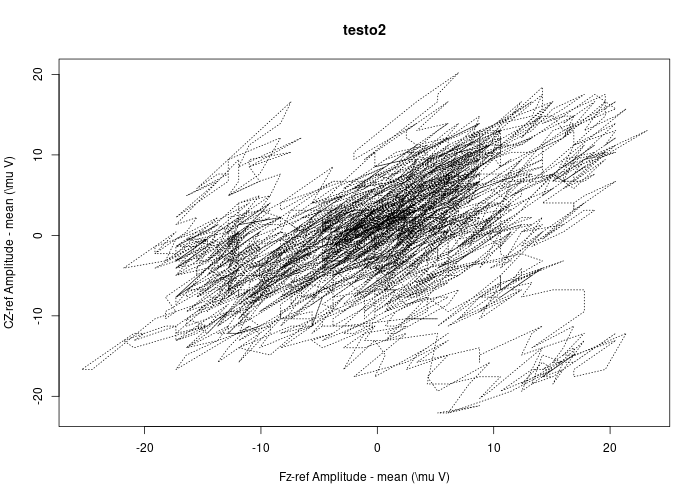 testo2
CZ-ref Amplitude - mean (\mu V)
20
10
0
-10
-20
-20 -10 0 10 20
Fz-ref Amplitude - mean (\mu V)